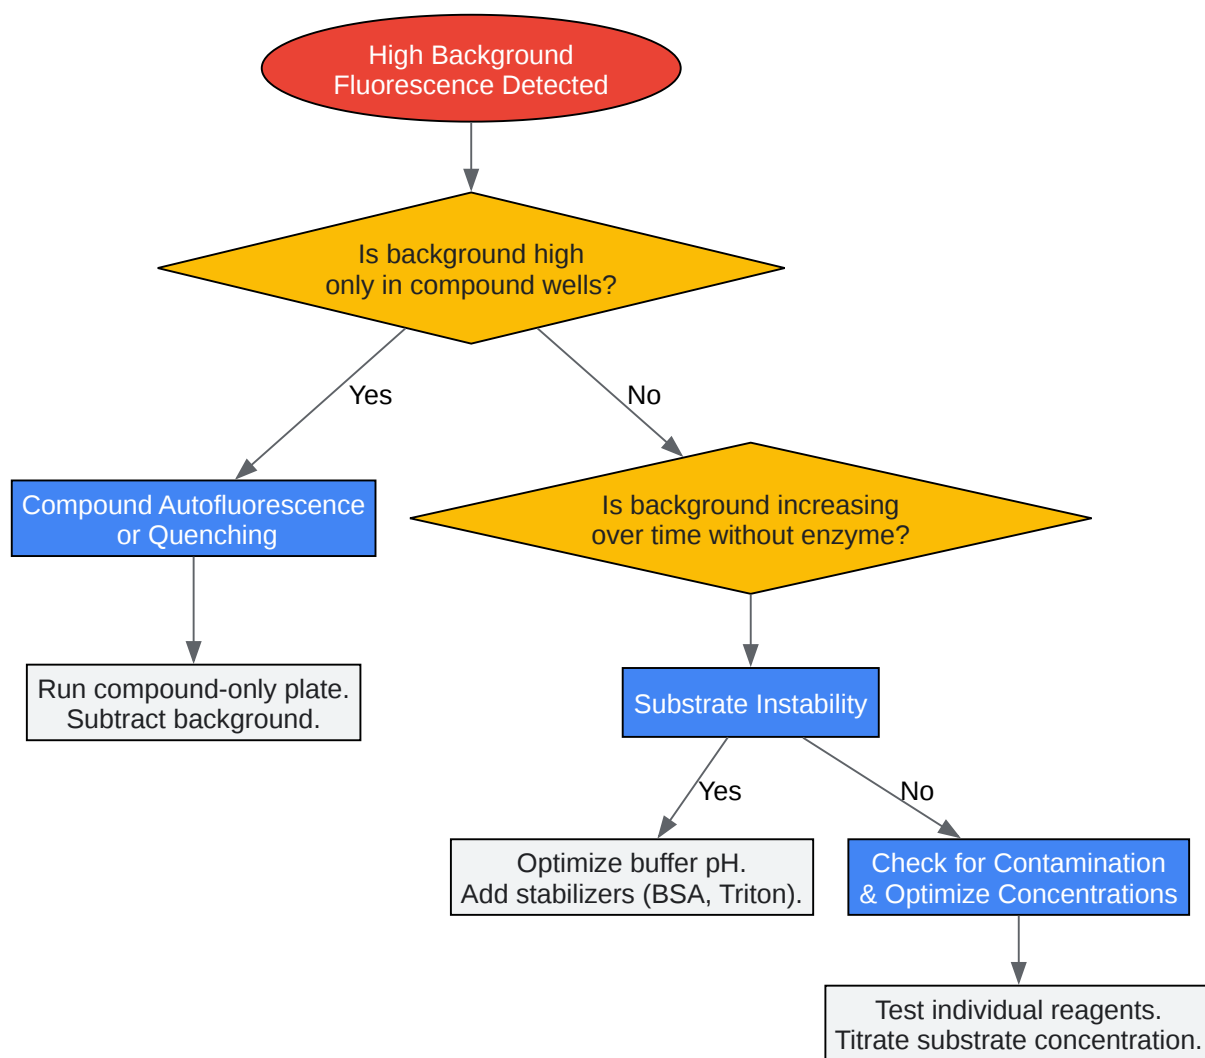 High Background
Fluorescence Detected
Is background high
only in compound wells?
Yes
No
Compound Autofluorescence
or Quenching
Is background increasing
over time without enzyme?
Run compound-only plate.
Subtract background.
Substrate Instability
Yes
No
Optimize buffer pH.
Add stabilizers (BSA, Triton).
Check for Contamination
& Optimize Concentrations
Test individual reagents.
Titrate substrate concentration.